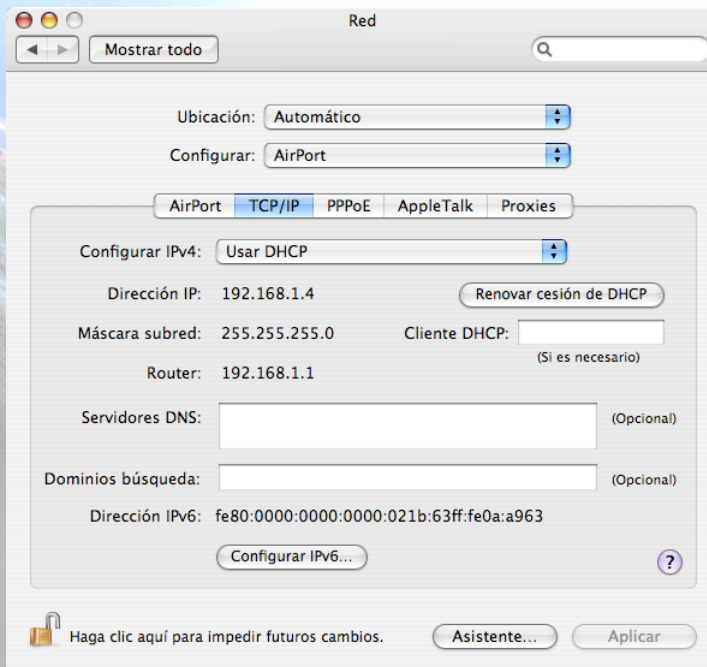 Red
Mostrar todo
Ubicación: Automático
Configurar: AirPort
AirPort TCP/IP PPPoE AppleTalk Proxies
Configurar IPv4: Usar DHCP
Dirección IP: 192.168.1.4 Renovar cesión de DHCP
Máscara subred: 255.255.255.0 Cliente DHCP:
(Si es necesario)
Router: 192.168.1.1
Servidores DNS: (Opcional)
Dominios búsqueda: (Opcional)
Dirección IPv6: fe80:0000:0000:0000:021b:63ff:fe0a:a963
Configurar IPv6... ?
Haga clic aquí para impedir futuros cambios. Asistente... Aplicar